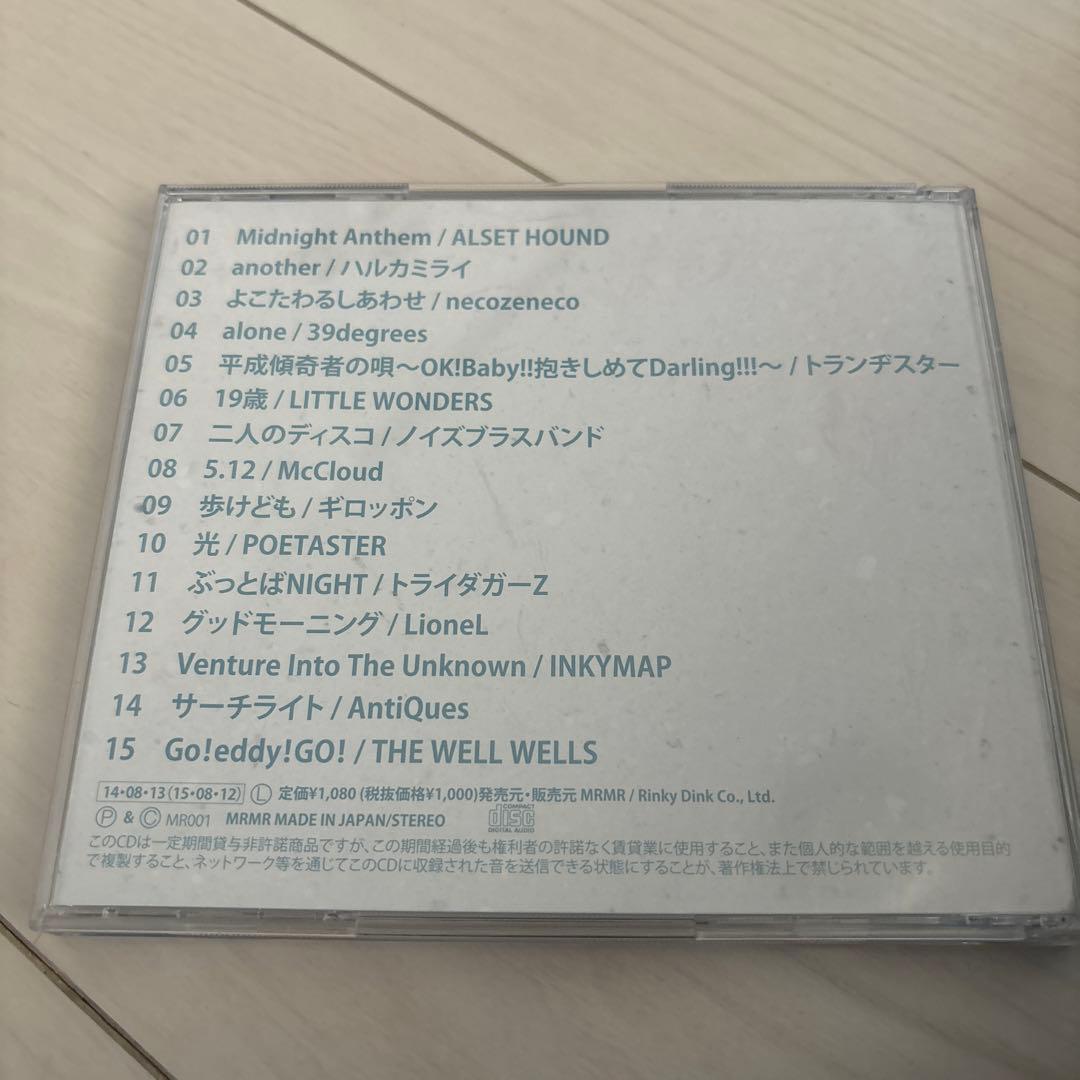 01 Midnight Anthem / ALSET HOUND
02 another / ハルカミライ
03 よこたわるしあわせ / necozeneco
04 alone / 39degrees
05 平成傾奇者の唄～OK!Baby!!抱きしめてDarling!!!～ / トランヂスター
06 19歳 / LITTLE WONDERS
07 二人のディスコ / ノイズブラスバンド
08 5.12 / McCloud
09 歩けども / ギロッポン
10 光 / POETASTER
11 ぶっとばNIGHT / トライダガーZ
12 グッドモーニング / LioneL
13 Venture Into The Unknown / INKYMAP
14 サーチライト / AntiQues
15 Go!eddy!GO! / THE WELL WELLS
14・08・13(15・08・12) Ⓛ 定価¥1,080 (税抜価格¥1,000)発売元・販売元 MRMR / Rinky Dink Co., Ltd.
Ⓟ & Ⓒ MR001 MRMR MADE IN JAPAN/STEREO COMPACT disc DIGITAL AUDIO
このCDは一定期間貸与非許諾商品ですが、この期間経過後も権利者の許諾なく賃貸業に使用すること、また個人的な範囲を越える使用目的
で複製すること、ネットワーク等を通じてこのCDに収録された音を送信できる状態にすることが、著作権法上で禁じられています。